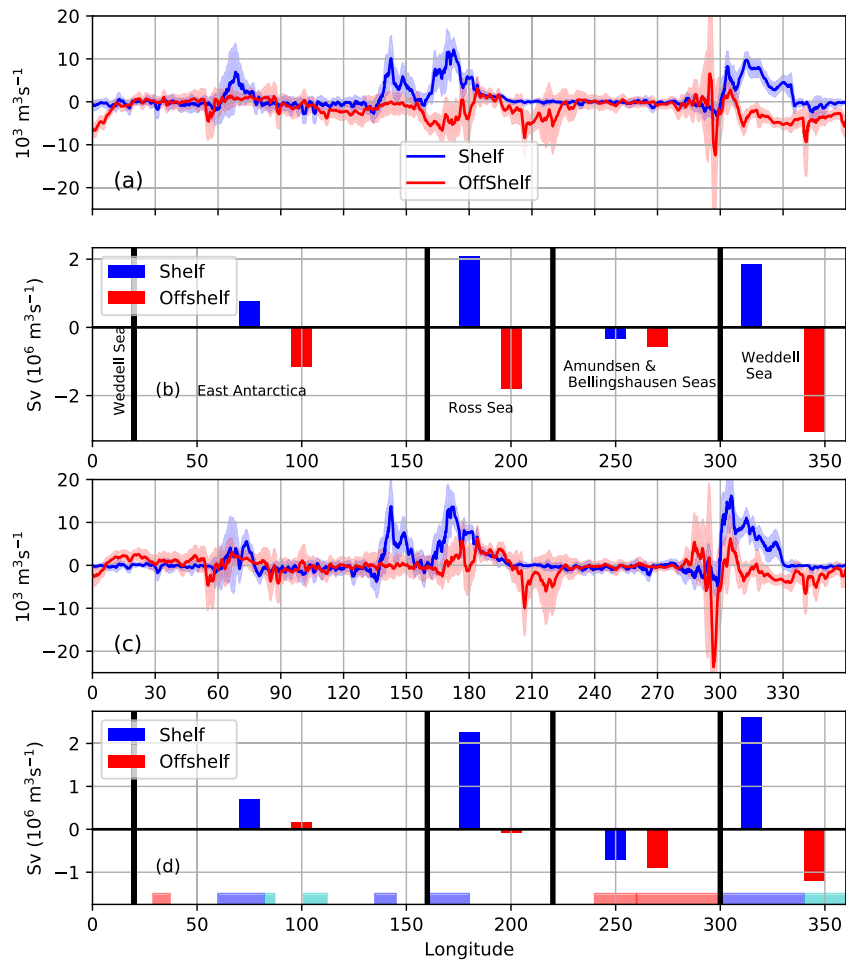 20
10
0
−10
−20
10³ m³s⁻¹
(a)
Shelf
OffShelf
2
0
−2
Sv (10⁶ m³s⁻¹)
Shelf
Offshelf
Weddell Sea
(b)
East Antarctica
Ross Sea
Amundsen &
Bellingshausen Seas
Weddell
Sea
0 50 100 150 200 250 300 350
20
10
0
−10
−20
10³ m³s⁻¹
(c)
0 30 60 90 120 150 180 210 240 270 300 330
2
1
0
−1
Sv (10⁶ m³s⁻¹)
Shelf
Offshelf
(d)
0 50 100 150 200 250 300 350
Longitude